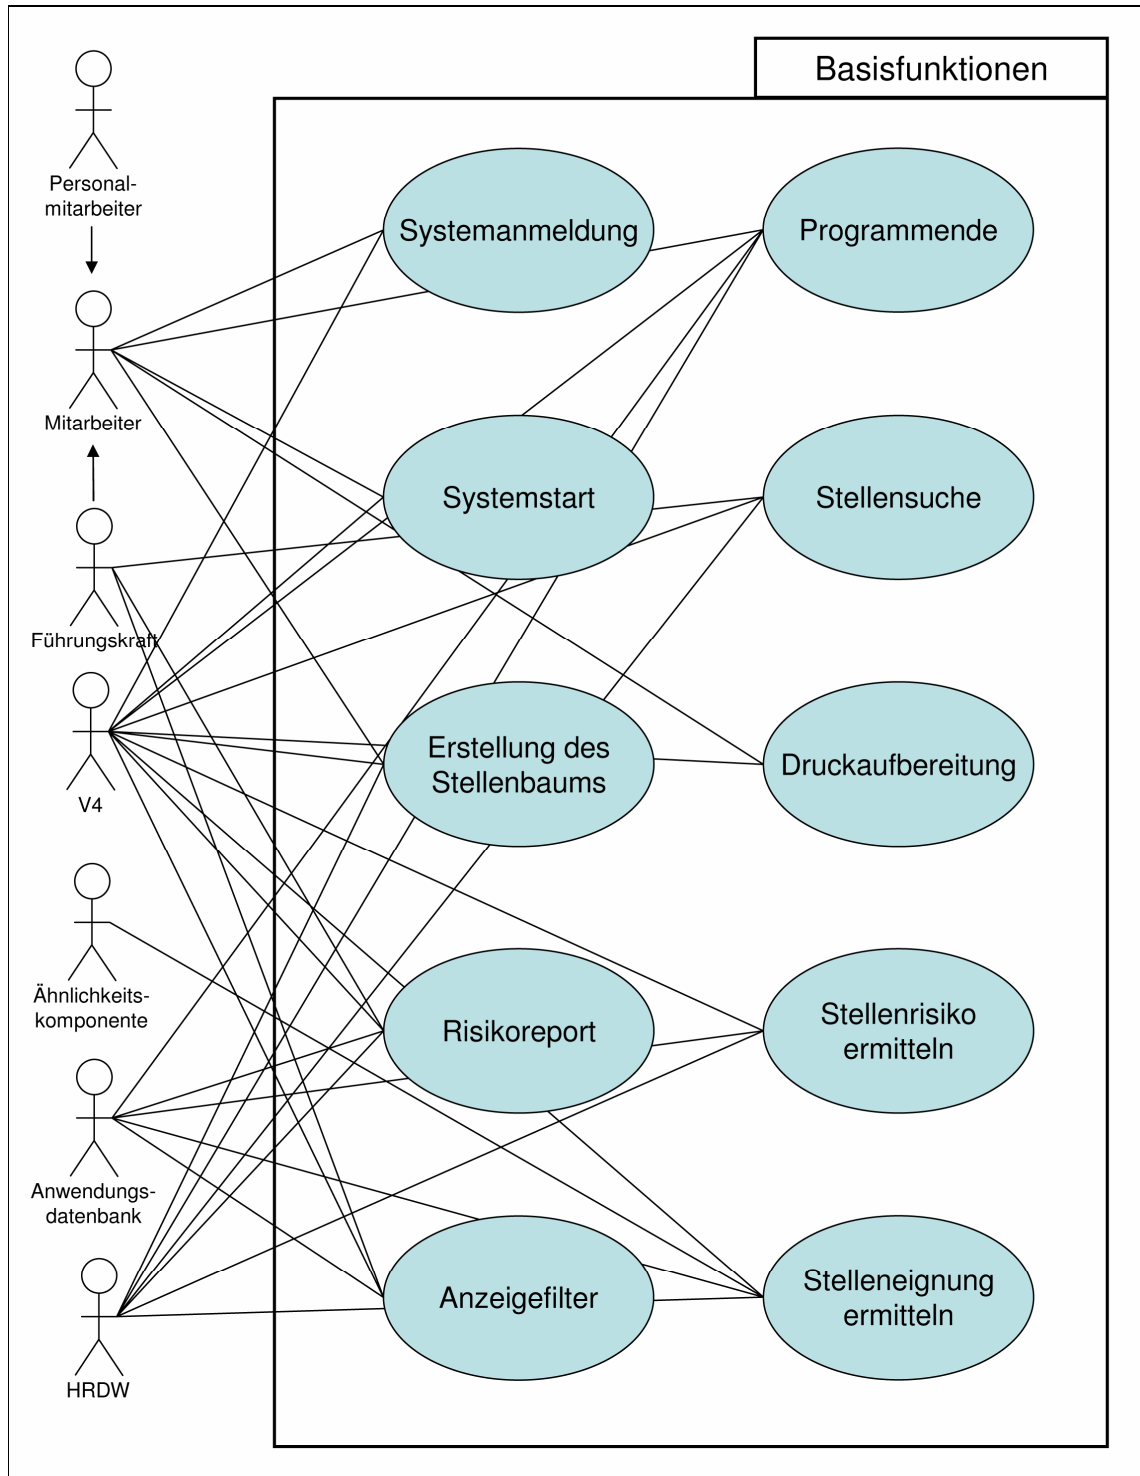 Basisfunktionen
Personal-
mitarbeiter
Systemanmeldung
Programmende
Mitarbeiter
Systemstart
Stellensuche
Führungskraft
Erstellung des
Stellenbaums
Druckaufbereitung
V4
Ähnlichkeits-
komponente
Risikoreport
Stellenrisiko
ermitteln
Anwendungs-
datenbank
Anzeigefilter
Stelleneignung
ermitteln
HRDW